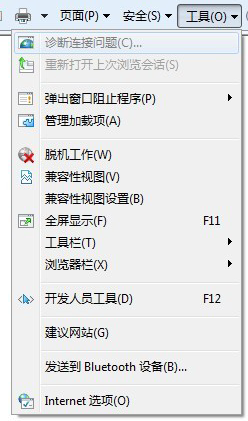 页面(P) 安全(S) 工具(O)
诊断连接问题(C)...
重新打开上次浏览会话(S)
弹出窗口阻止程序(P)
管理加载项(A)
脱机工作(W)
兼容性视图(V)
兼容性视图设置(B)
全屏显示(F) F11
工具栏(T)
浏览器栏(X)
开发人员工具(D) F12
建议网站(G)
发送到 Bluetooth 设备(B)...
Internet 选项(O)